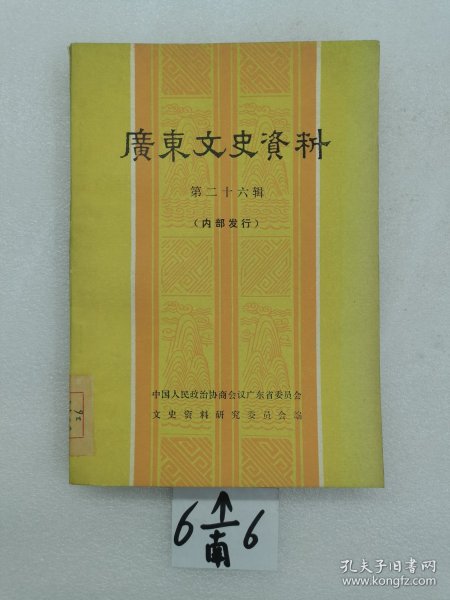 廣東文史資料
第二十六辑
（内部发行）
中国人民政治协商会议广东省委员会
文史资料研究委员会编
6 南 6
孔夫子旧书网
www.kongfz.com